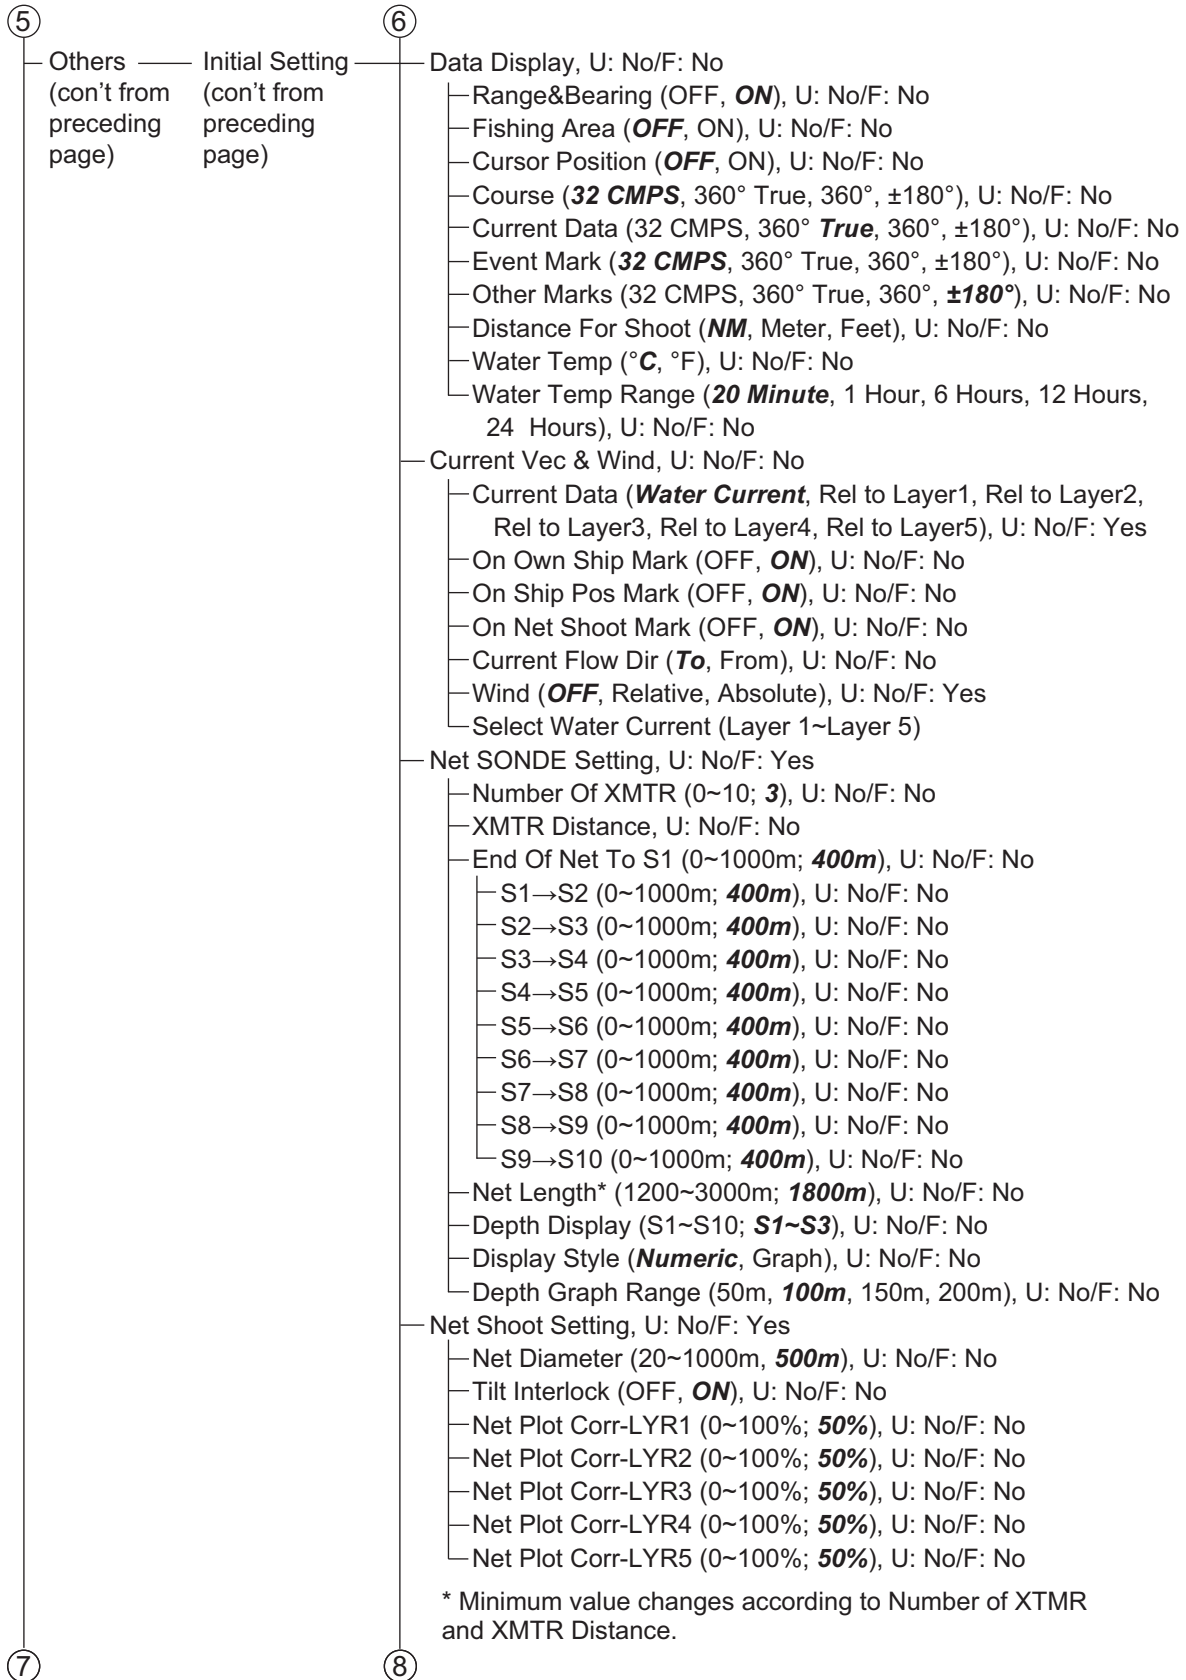 5 6
Others Initial Setting Data Display, U: No/F: No
(con't from (con't from
preceding preceding
page) page)
Range&Bearing (OFF, ON), U: No/F: No
Fishing Area (OFF, ON), U: No/F: No
Cursor Position (OFF, ON), U: No/F: No
Course (32 CMPS, 360° True, 360°, ±180°), U: No/F: No
Current Data (32 CMPS, 360° True, 360°, ±180°), U: No/F: No
Event Mark (32 CMPS, 360° True, 360°, ±180°), U: No/F: No
Other Marks (32 CMPS, 360° True, 360°, ±180°), U: No/F: No
Distance For Shoot (NM, Meter, Feet), U: No/F: No
Water Temp (°C, °F), U: No/F: No
Water Temp Range (20 Minute, 1 Hour, 6 Hours, 12 Hours,
24 Hours), U: No/F: No
Current Vec & Wind, U: No/F: No
Current Data (Water Current, Rel to Layer1, Rel to Layer2,
Rel to Layer3, Rel to Layer4, Rel to Layer5), U: No/F: Yes
On Own Ship Mark (OFF, ON), U: No/F: No
On Ship Pos Mark (OFF, ON), U: No/F: No
On Net Shoot Mark (OFF, ON), U: No/F: No
Current Flow Dir (To, From), U: No/F: No
Wind (OFF, Relative, Absolute), U: No/F: Yes
Select Water Current (Layer 1~Layer 5)
Net SONDE Setting, U: No/F: Yes
Number Of XMTR (0~10; 3), U: No/F: No
XMTR Distance, U: No/F: No
End Of Net To S1 (0~1000m; 400m), U: No/F: No
S1→S2 (0~1000m; 400m), U: No/F: No
S2→S3 (0~1000m; 400m), U: No/F: No
S3→S4 (0~1000m; 400m), U: No/F: No
S4→S5 (0~1000m; 400m), U: No/F: No
S5→S6 (0~1000m; 400m), U: No/F: No
S6→S7 (0~1000m; 400m), U: No/F: No
S7→S8 (0~1000m; 400m), U: No/F: No
S8→S9 (0~1000m; 400m), U: No/F: No
S9→S10 (0~1000m; 400m), U: No/F: No
Net Length* (1200~3000m; 1800m), U: No/F: No
Depth Display (S1~S10; S1~S3), U: No/F: No
Display Style (Numeric, Graph), U: No/F: No
Depth Graph Range (50m, 100m, 150m, 200m), U: No/F: No
Net Shoot Setting, U: No/F: Yes
Net Diameter (20~1000m, 500m), U: No/F: No
Tilt Interlock (OFF, ON), U: No/F: No
Net Plot Corr-LYR1 (0~100%; 50%), U: No/F: No
Net Plot Corr-LYR2 (0~100%; 50%), U: No/F: No
Net Plot Corr-LYR3 (0~100%; 50%), U: No/F: No
Net Plot Corr-LYR4 (0~100%; 50%), U: No/F: No
Net Plot Corr-LYR5 (0~100%; 50%), U: No/F: No
* Minimum value changes according to Number of XTMR
and XMTR Distance.
7 8